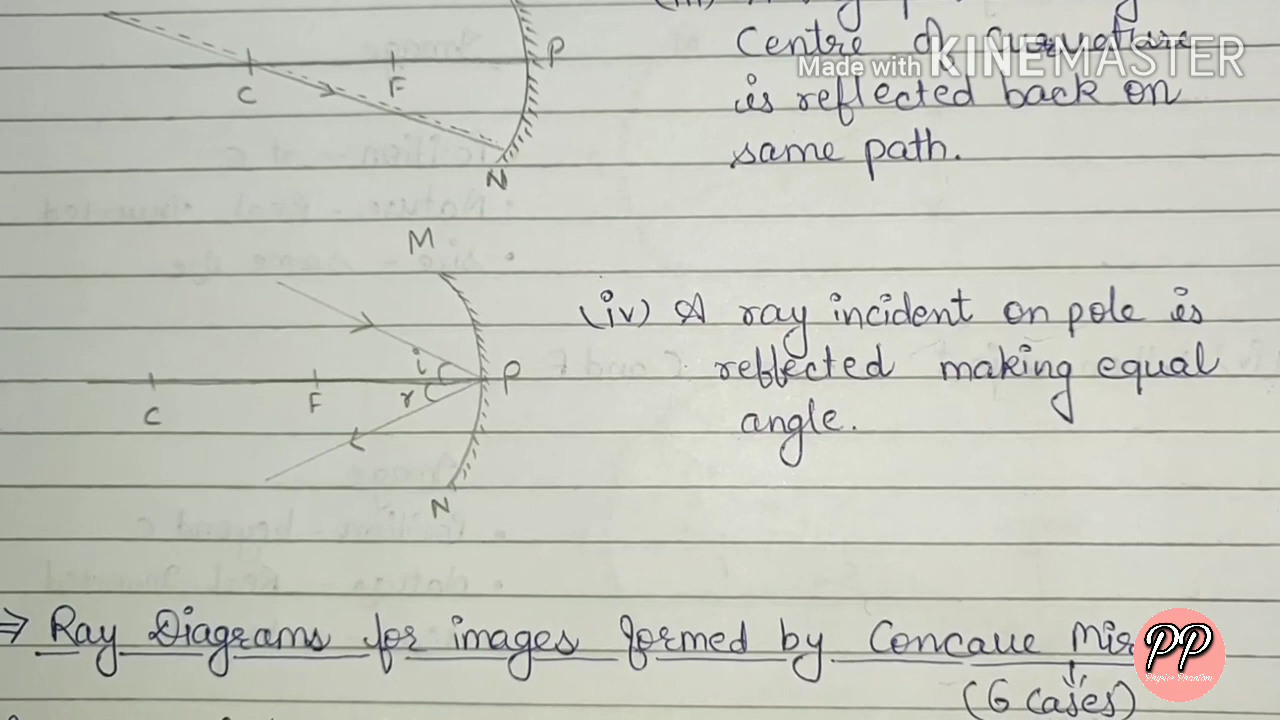 Centre of curvature
Made with KINEMASTER
is reflected back on
same path.
P
C
F
N
M
(iv) A ray incident on pole is
reflected making equal
angle.
i
r
P
C
F
N
⇒ Ray Diagrams for images formed by Concave Mir
(6 cases)
PP